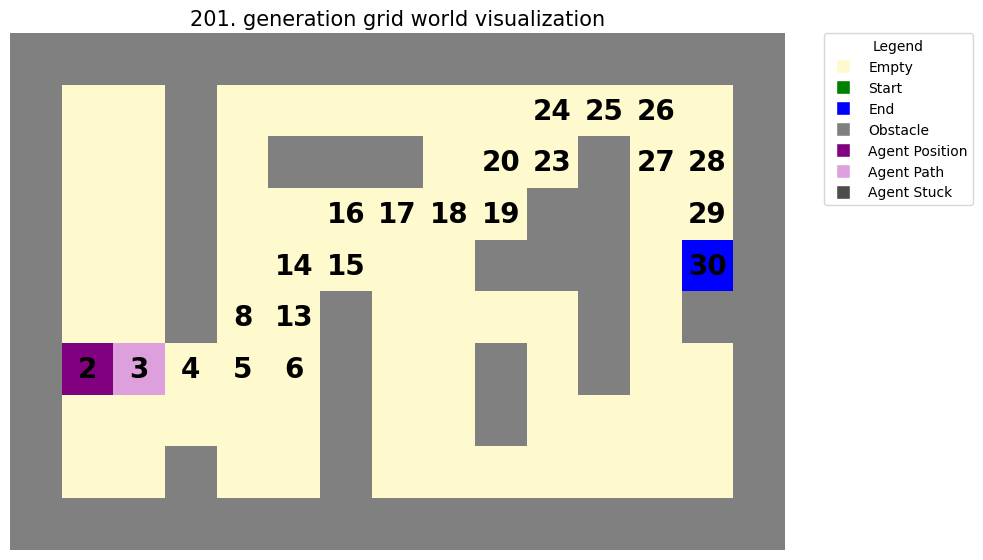 201. generation grid world visualization
24 25 26
20 23 27 28
16 17 18 19 29
14 15 30
8 13
2 3 4 5 6
Legend
Empty
Start
End
Obstacle
Agent Position
Agent Path
Agent Stuck